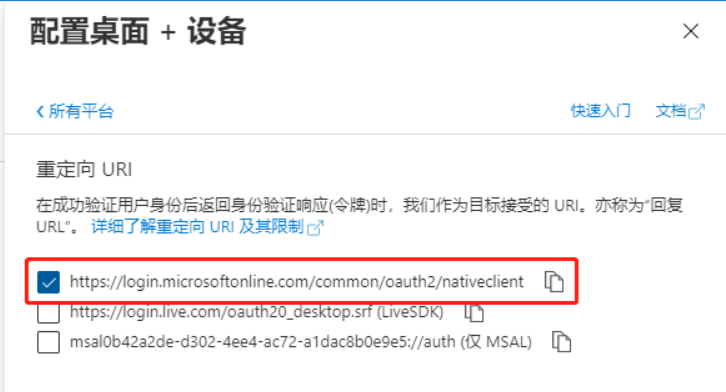 配置桌面 + 设备
所有平台
快速入门 文档
重定向 URI
在成功验证用户身份后返回身份验证响应(令牌)时，我们作为目标接受的 URI。亦称为“回复
URL”。 详细了解重定向 URI 及其限制
https://login.microsoftonline.com/common/oauth2/nativeclient
https://login.live.com/oauth20_desktop.srf (LiveSDK)
msal0b42a2de-d302-4ee4-ac72-a1dac8b0e9e5://auth (仅 MSAL)